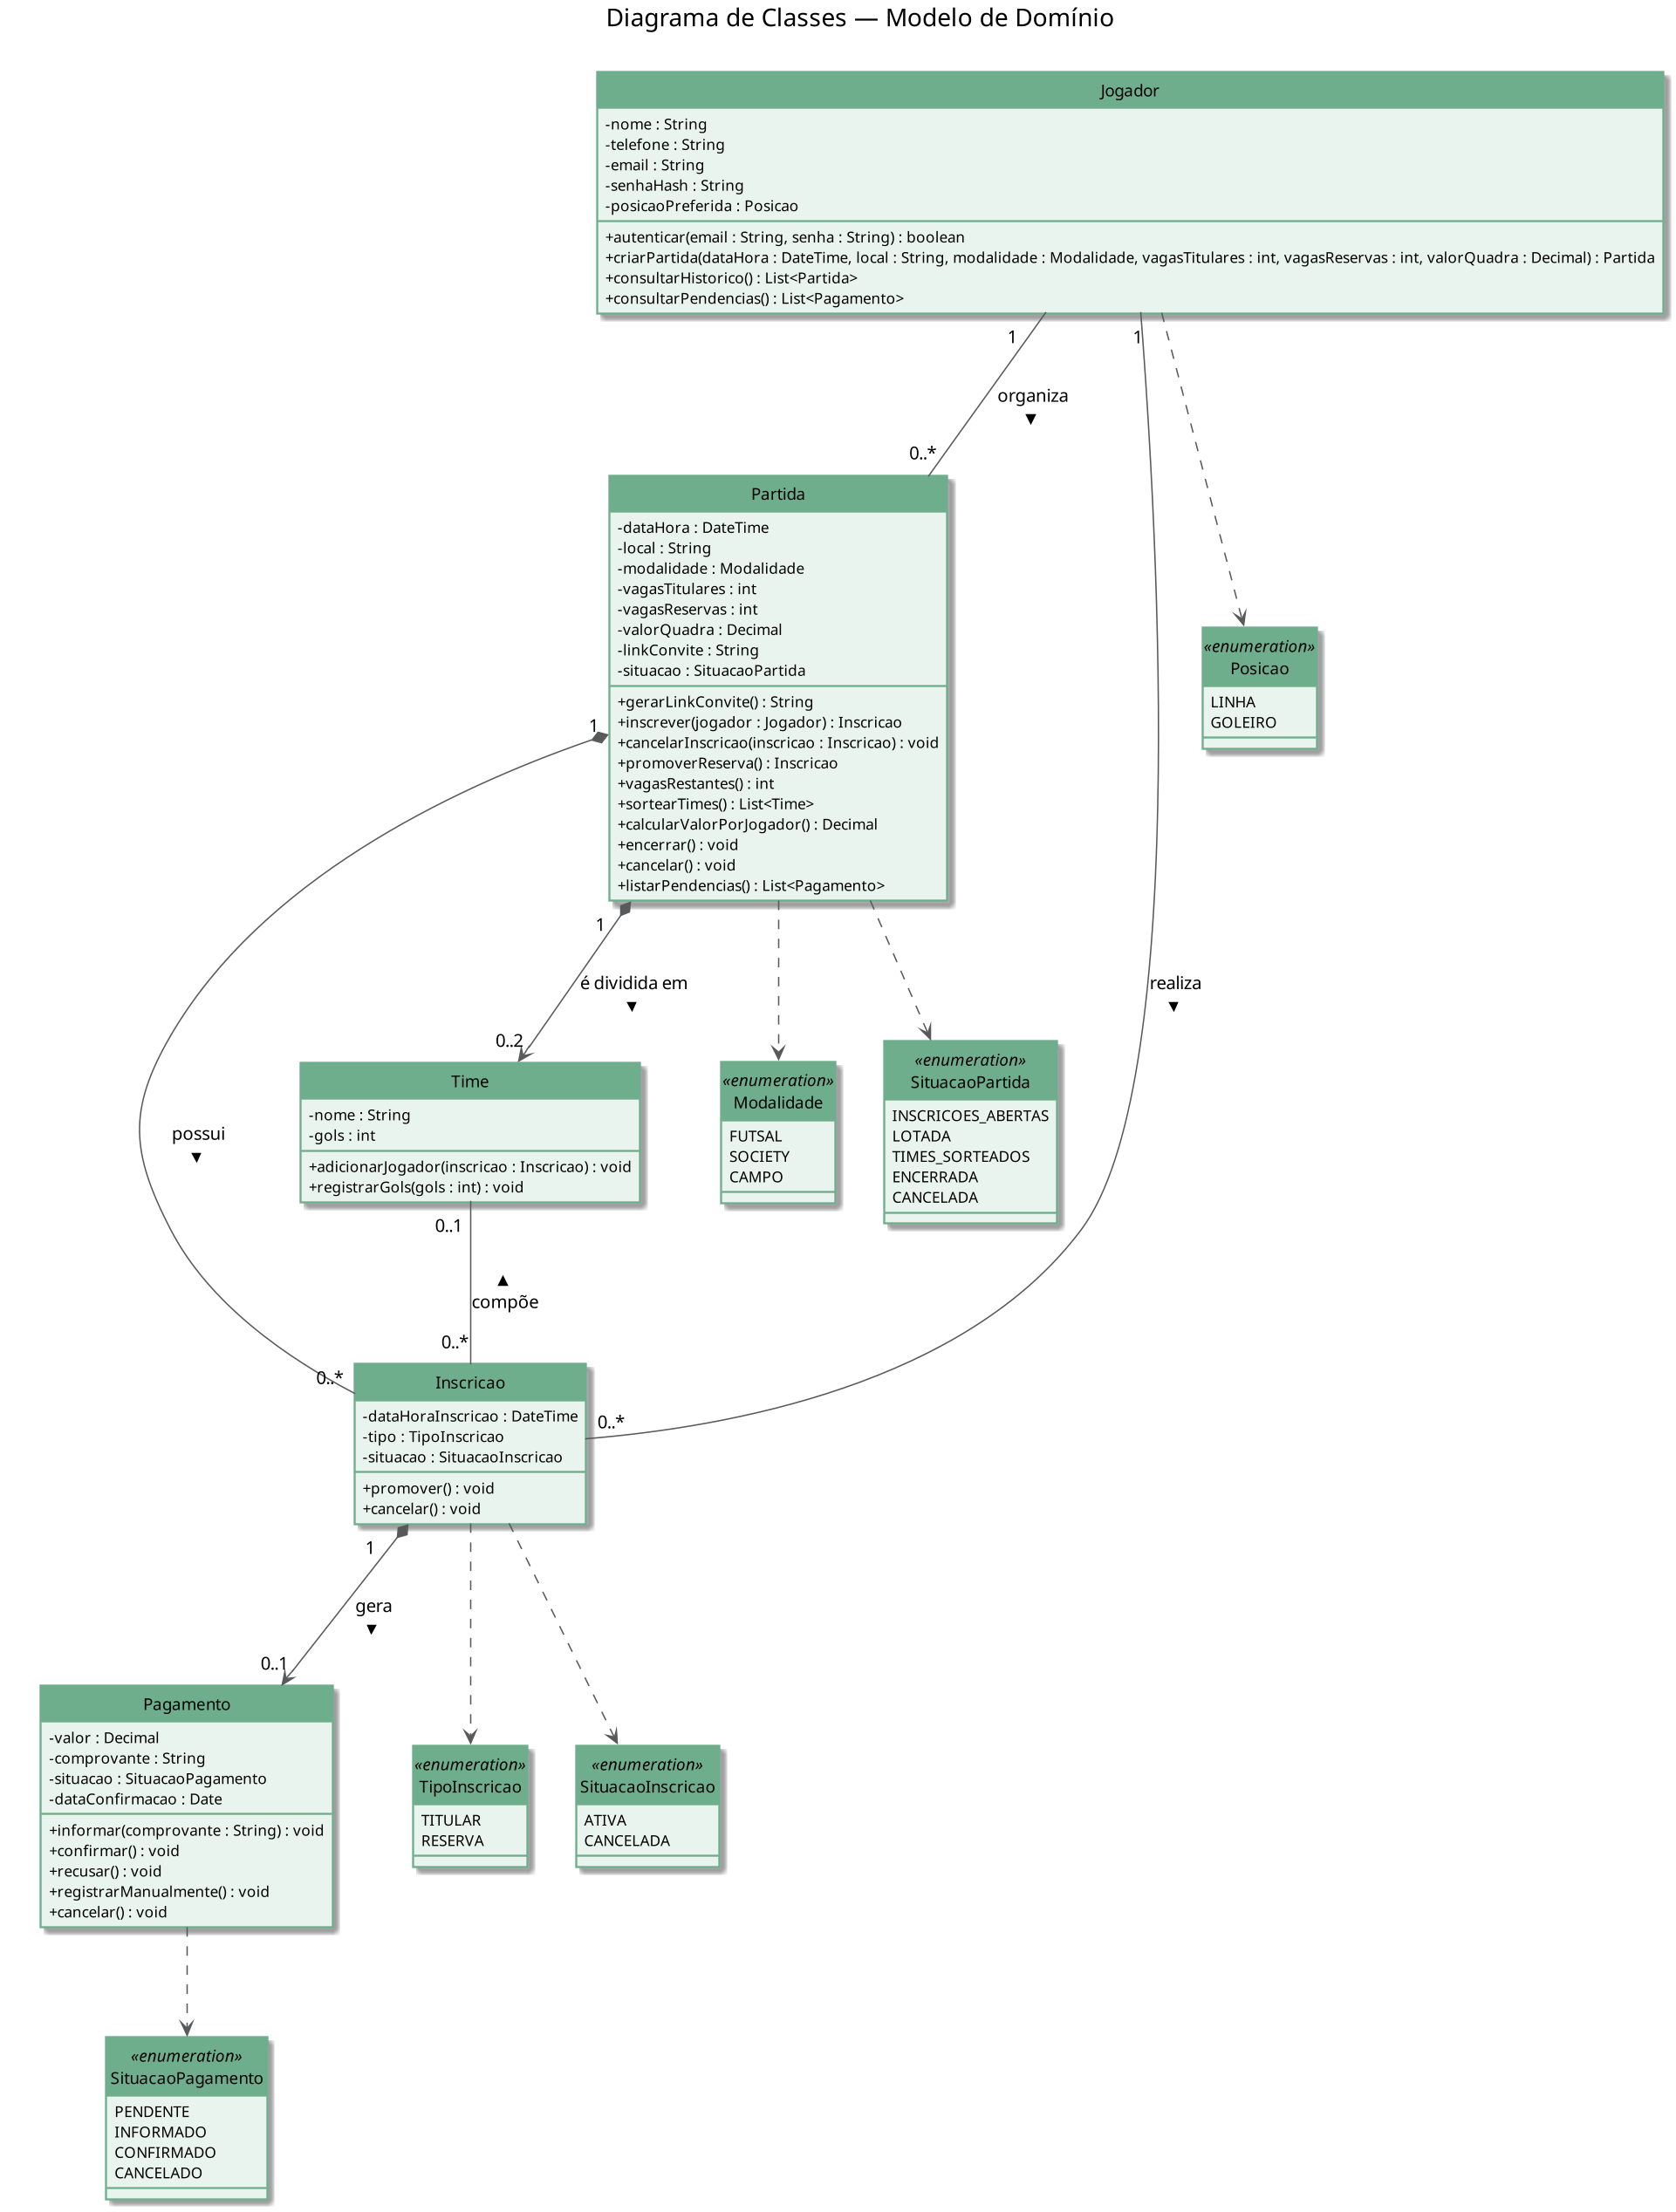 Diagrama de Classes — Modelo de Domínio
Jogador
-nome : String
-telefone : String
-email : String
-senhaHash : String
-posicaoPreferida : Posicao
+autenticar(email : String, senha : String) : boolean
+criarPartida(dataHora : DateTime, local : String, modalidade : Modalidade, vagasTitulares : int, vagasReservas : int, valorQuadra : Decimal) : Partida
+consultarHistorico() : List<Partida>
+consultarPendencias() : List<Pagamento>
1
1
organiza
▼
0..*
Partida
-dataHora : DateTime
-local : String
-modalidade : Modalidade
-vagasTitulares : int
-vagasReservas : int
-valorQuadra : Decimal
-linkConvite : String
-situacao : SituacaoPartida
+gerarLinkConvite() : String
+inscrever(jogador : Jogador) : Inscricao
+cancelarInscricao(inscricao : Inscricao) : void
+promoverReserva() : Inscricao
+vagasRestantes() : int
+sortearTimes() : List<Time>
+calcularValorPorJogador() : Decimal
+encerrar() : void
+cancelar() : void
+listarPendencias() : List<Pagamento>
«enumeration»
Posicao
LINHA
GOLEIRO
1
1
é dividida em
▼
realiza
▼
0..2
Time
-nome : String
-gols : int
+adicionarJogador(inscricao : Inscricao) : void
+registrarGols(gols : int) : void
«enumeration»
Modalidade
FUTSAL
SOCIETY
CAMPO
«enumeration»
SituacaoPartida
INSCRICOES_ABERTAS
LOTADA
TIMES_SORTEADOS
ENCERRADA
CANCELADA
possui
▼
0..1
▲
compõe
0..*
0..*
0..*
Inscricao
-dataHoraInscricao : DateTime
-tipo : TipoInscricao
-situacao : SituacaoInscricao
+promover() : void
+cancelar() : void
1
gera
▼
0..1
Pagamento
-valor : Decimal
-comprovante : String
-situacao : SituacaoPagamento
-dataConfirmacao : Date
+informar(comprovante : String) : void
+confirmar() : void
+recusar() : void
+registrarManualmente() : void
+cancelar() : void
«enumeration»
TipoInscricao
TITULAR
RESERVA
«enumeration»
SituacaoInscricao
ATIVA
CANCELADA
«enumeration»
SituacaoPagamento
PENDENTE
INFORMADO
CONFIRMADO
CANCELADO